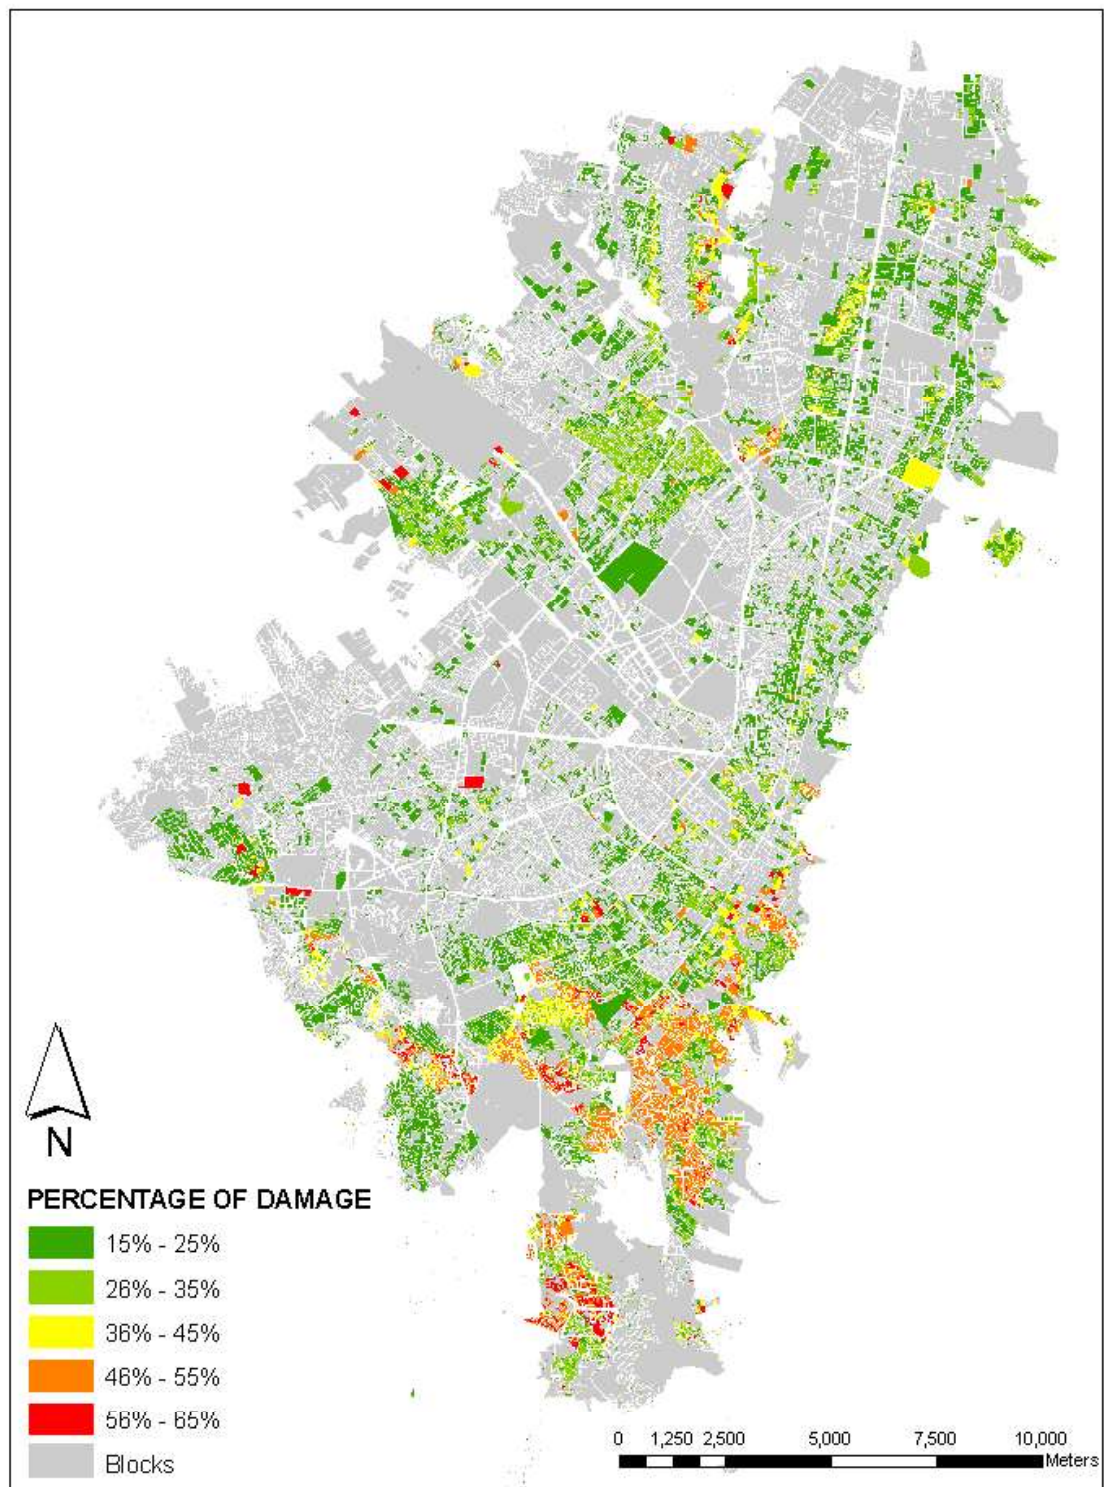 N
PERCENTAGE OF DAMAGE
15% - 25%
26% - 35%
36% - 45%
46% - 55%
56% - 65%
Blocks
0 1,250 2,500 5,000 7,500 10,000
Meters